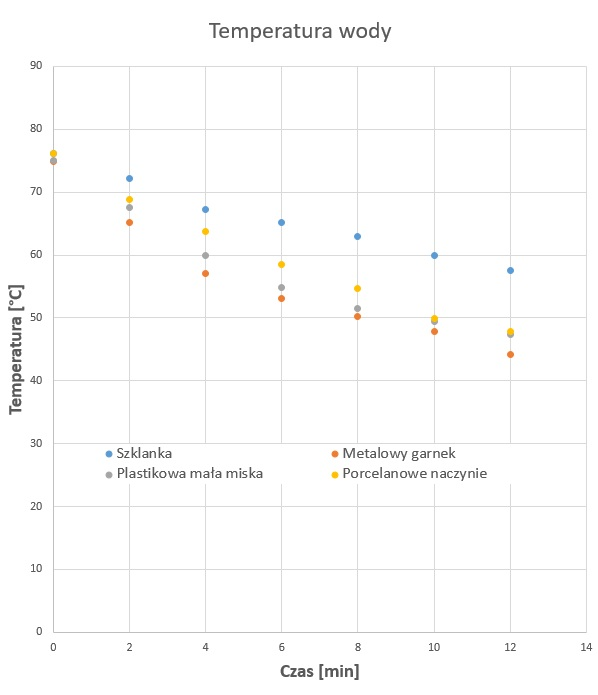 Temperatura wody
90
80
70
60
50
40
30
20
10
0
Temperatura [°C]
Szklanka Metalowy garnek
Plastikowa mała miska Porcelanowe naczynie
0 2 4 6 8 10 12 14
Czas [min]